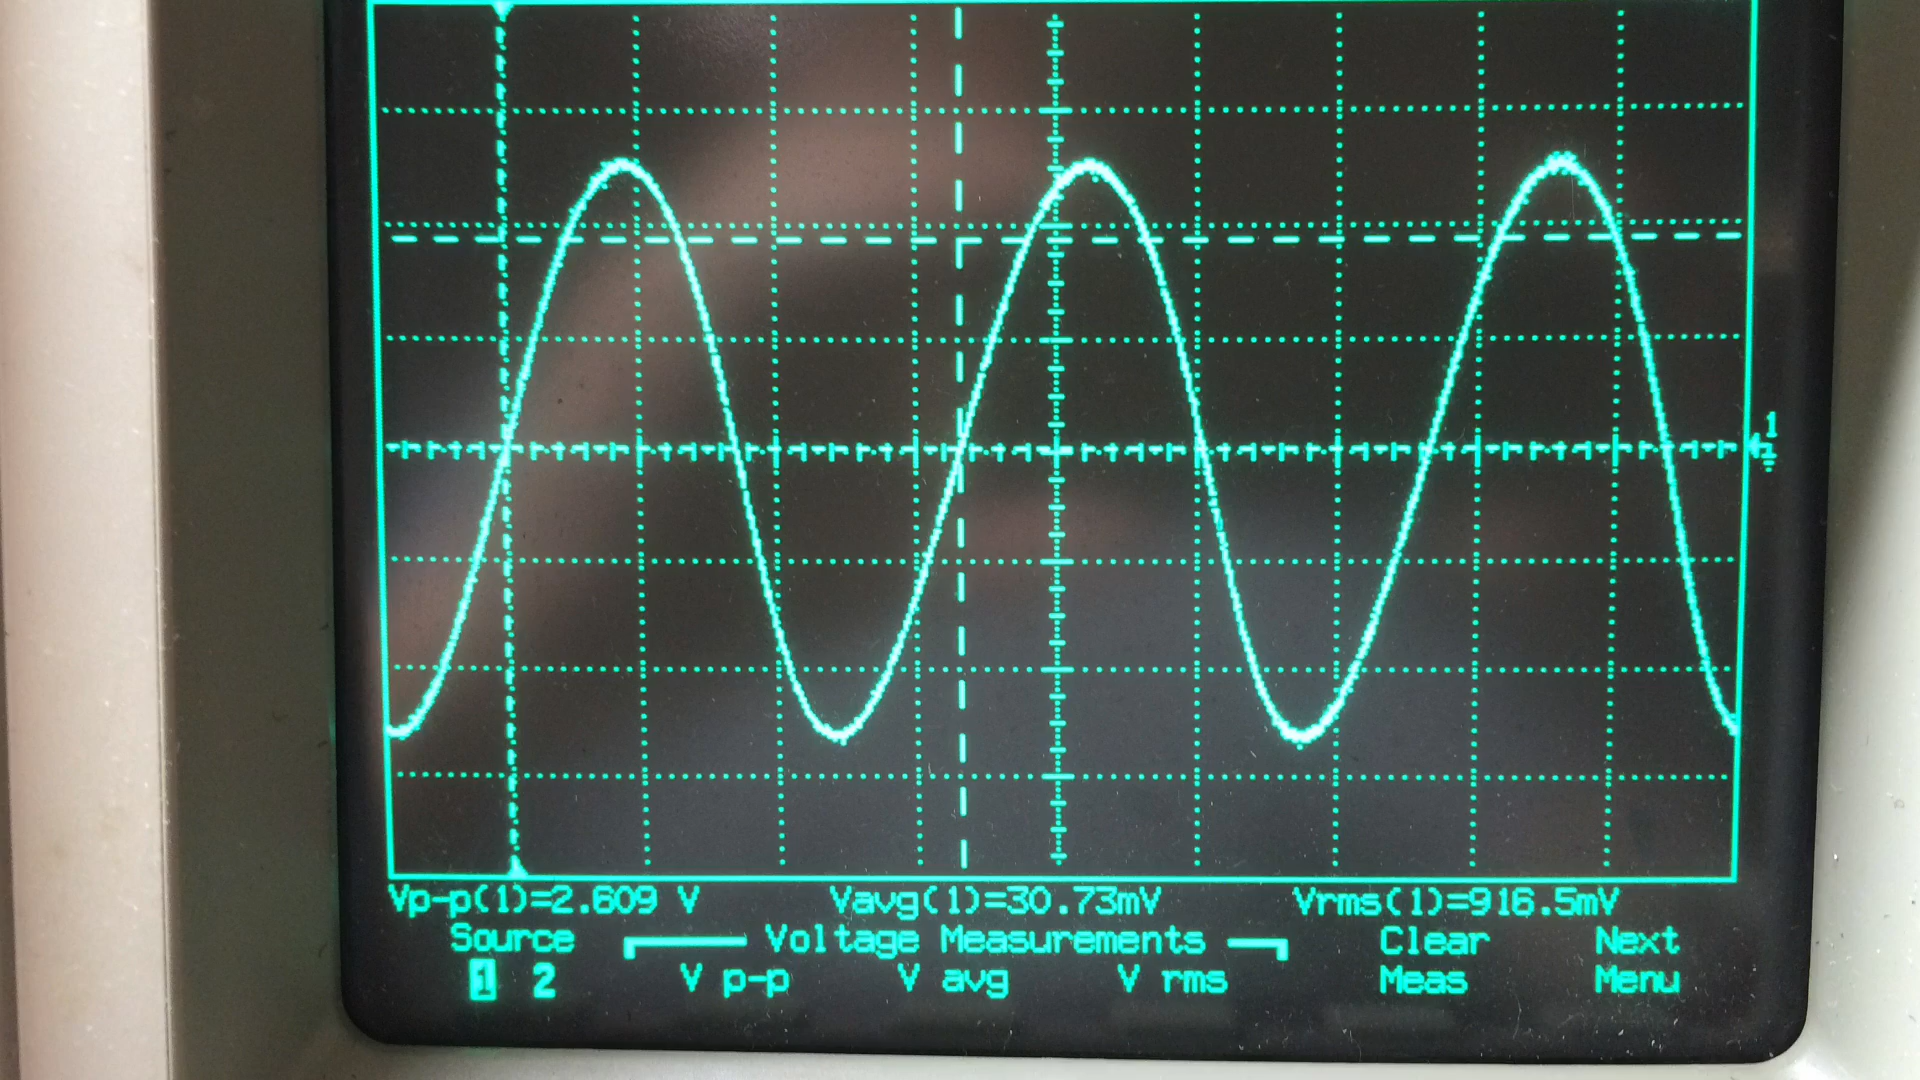 1
Vp-p(1)=2.609 V Vavg(1)=30.73mV Vrms(1)=916.5mV
Source Voltage Measurements Clear Next
1 2 V p-p V avg V rms Meas Menu